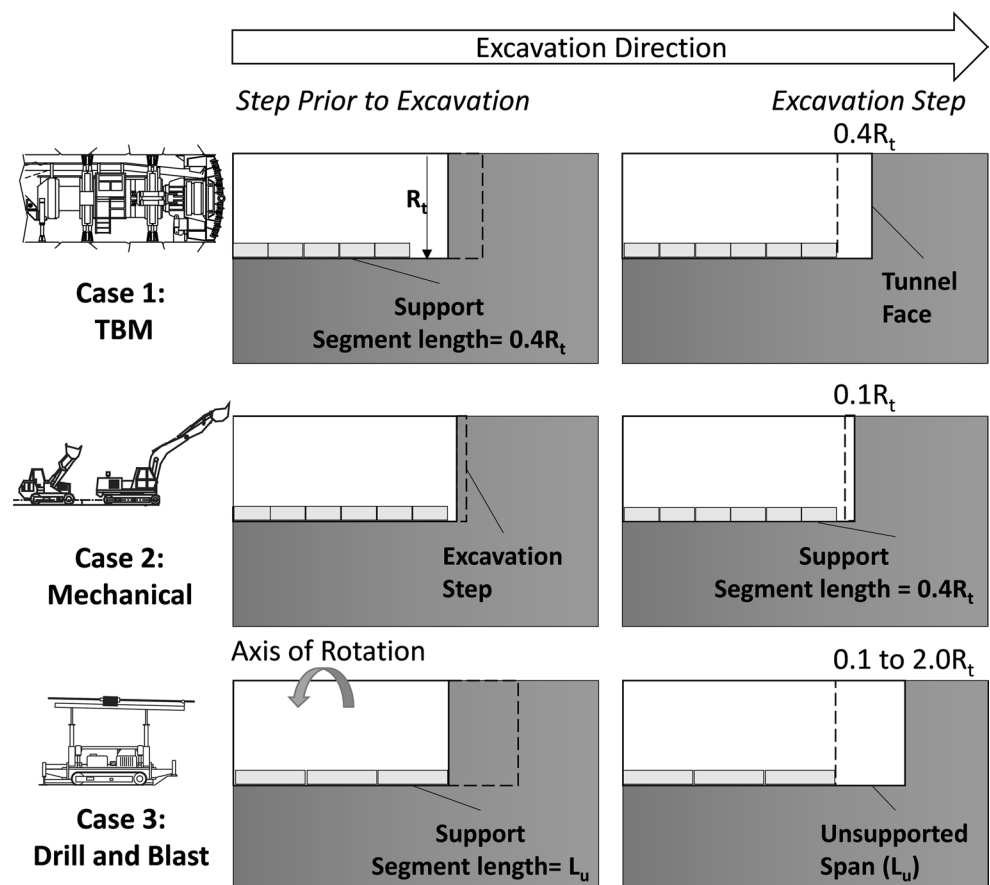 Excavation Direction
Step Prior to Excavation
Excavation Step
0.4Rt
Rt
Case 1:
TBM
Support
Segment length= 0.4Rt
Tunnel
Face
0.1Rt
Case 2:
Mechanical
Excavation
Step
Support
Segment length = 0.4Rt
Axis of Rotation
0.1 to 2.0Rt
Case 3:
Drill and Blast
Support
Segment length= Lu
Unsupported
Span (Lu)